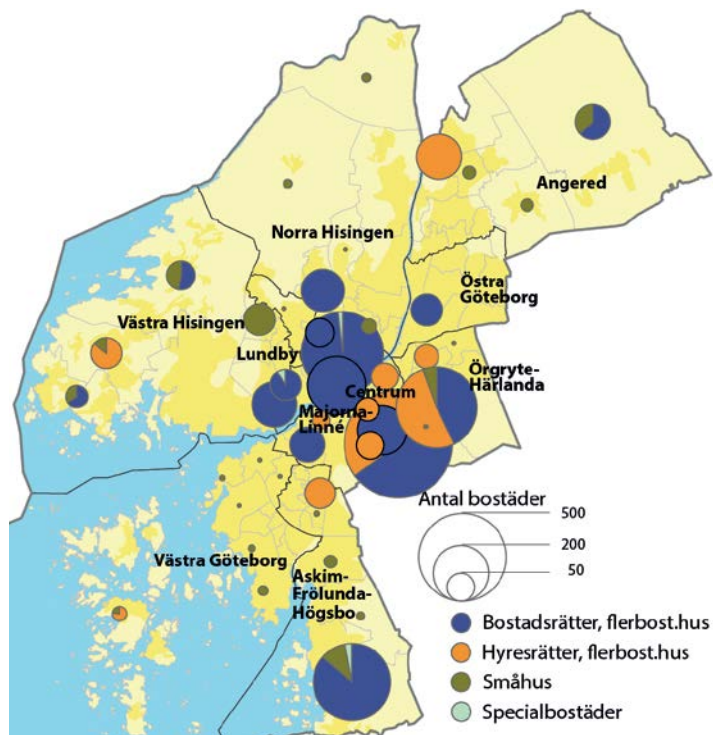 Angered
Norra Hisingen
Östra
Göteborg
Västra Hisingen
Lundby
Örgryte-
Härlanda
Centrum
Majorna-
Linné
Antal bostäder
500
200
50
Västra Göteborg
Askim-
Frölunda-
Högsbo
Bostadsrätter, flerbost.hus
Hyresrätter, flerbost.hus
Småhus
Specialbostäder